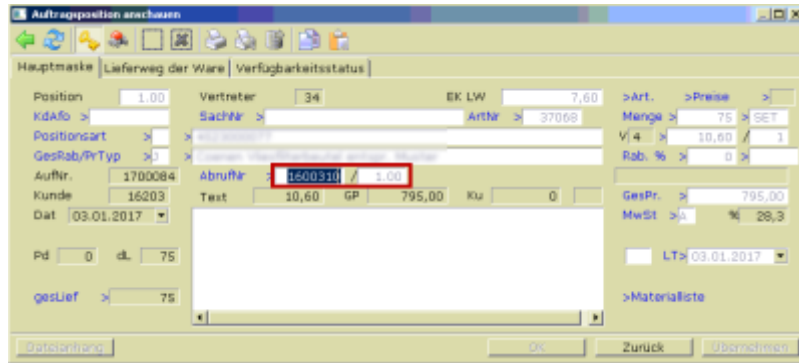 Auftragsposition anschauen
Hauptmaske Lieferweg der Ware Verfügbarkeitsstatus
Position 1.00 Vertreter 34 EK LW 7,60 >Art. >Preise >
KdAfo > SachNr > ArtNr > 37068 Menge > 75 > SET
Positionsart > > V 4 > 10,60 / 1
GesRab/PrTyp > > Rab. % > 0 >
AufNr. 1700084 AbrufNr > 1600310 / 1.00
Kunde 16203 Text 10,60 GP 795,00 Ku 0 GesPr. > 795,00
Dat 03.01.2017 MwSt > A % 28,3
Pd 0 dL 75 LT> 03.01.2017
gesLief > 75 >Materialliste
Dateianhang OK Zurück Übernehmen